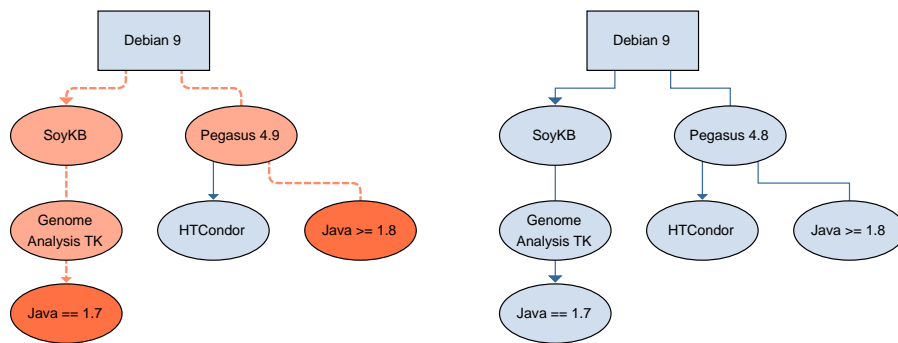 Debian 9
SoyKB
Pegasus 4.9
Genome
Analysis TK
HTCondor
Java >= 1.8
Java == 1.7
Debian 9
SoyKB
Pegasus 4.8
Genome
Analysis TK
HTCondor
Java >= 1.8
Java == 1.7